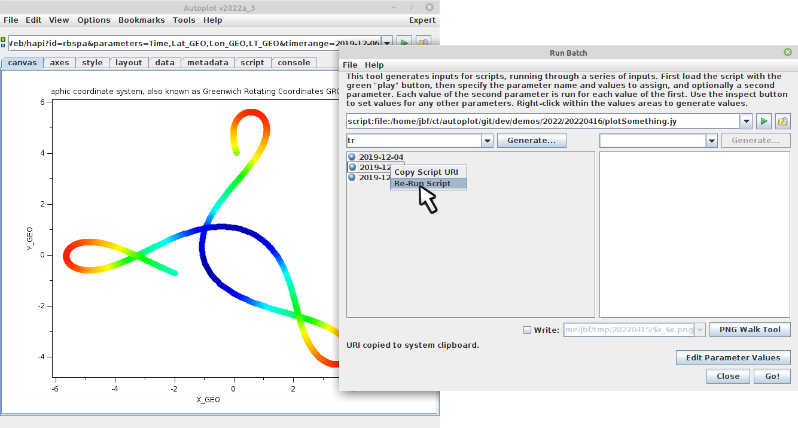 Autoplot v2022a_3
File Edit View Options Bookmarks Tools Help Expert
/eb/hapi?id=rbspa&parameters=Time,Lat_GEO,Lon_GEO,LT_GEO&timerange=2019-12-06
canvas axes style layout data metadata script console
aphic coordinate system, also known as Greenwich Rotating Coordinates GR
6
4
2
0
-2
-4
Y_GEO
-6 -4 -2 0 2
X_GEO
Run Batch
File Help
This tool generates inputs for scripts, running through a series of inputs. First load the script with the
green "play" button, then specify the parameter name and values to assign, and optionally a second
parameter. Each value of the second parameter is run for each value of the first. Use the inspect button
to set values for any other parameters. Right-click within the values areas to generate values.
script:file:/home/jbf/ct/autoplot/git/dev/demos/2022/20220416/plotSomething.jy
tr Generate... Generate...
2019-12-04
2019-12
2019-12
Copy Script URI
Re-Run Script
Write: me/jbf/tmp/20220415/$x_$x.png PNG Walk Tool
URI copied to system clipboard.
Edit Parameter Values
Close Go!